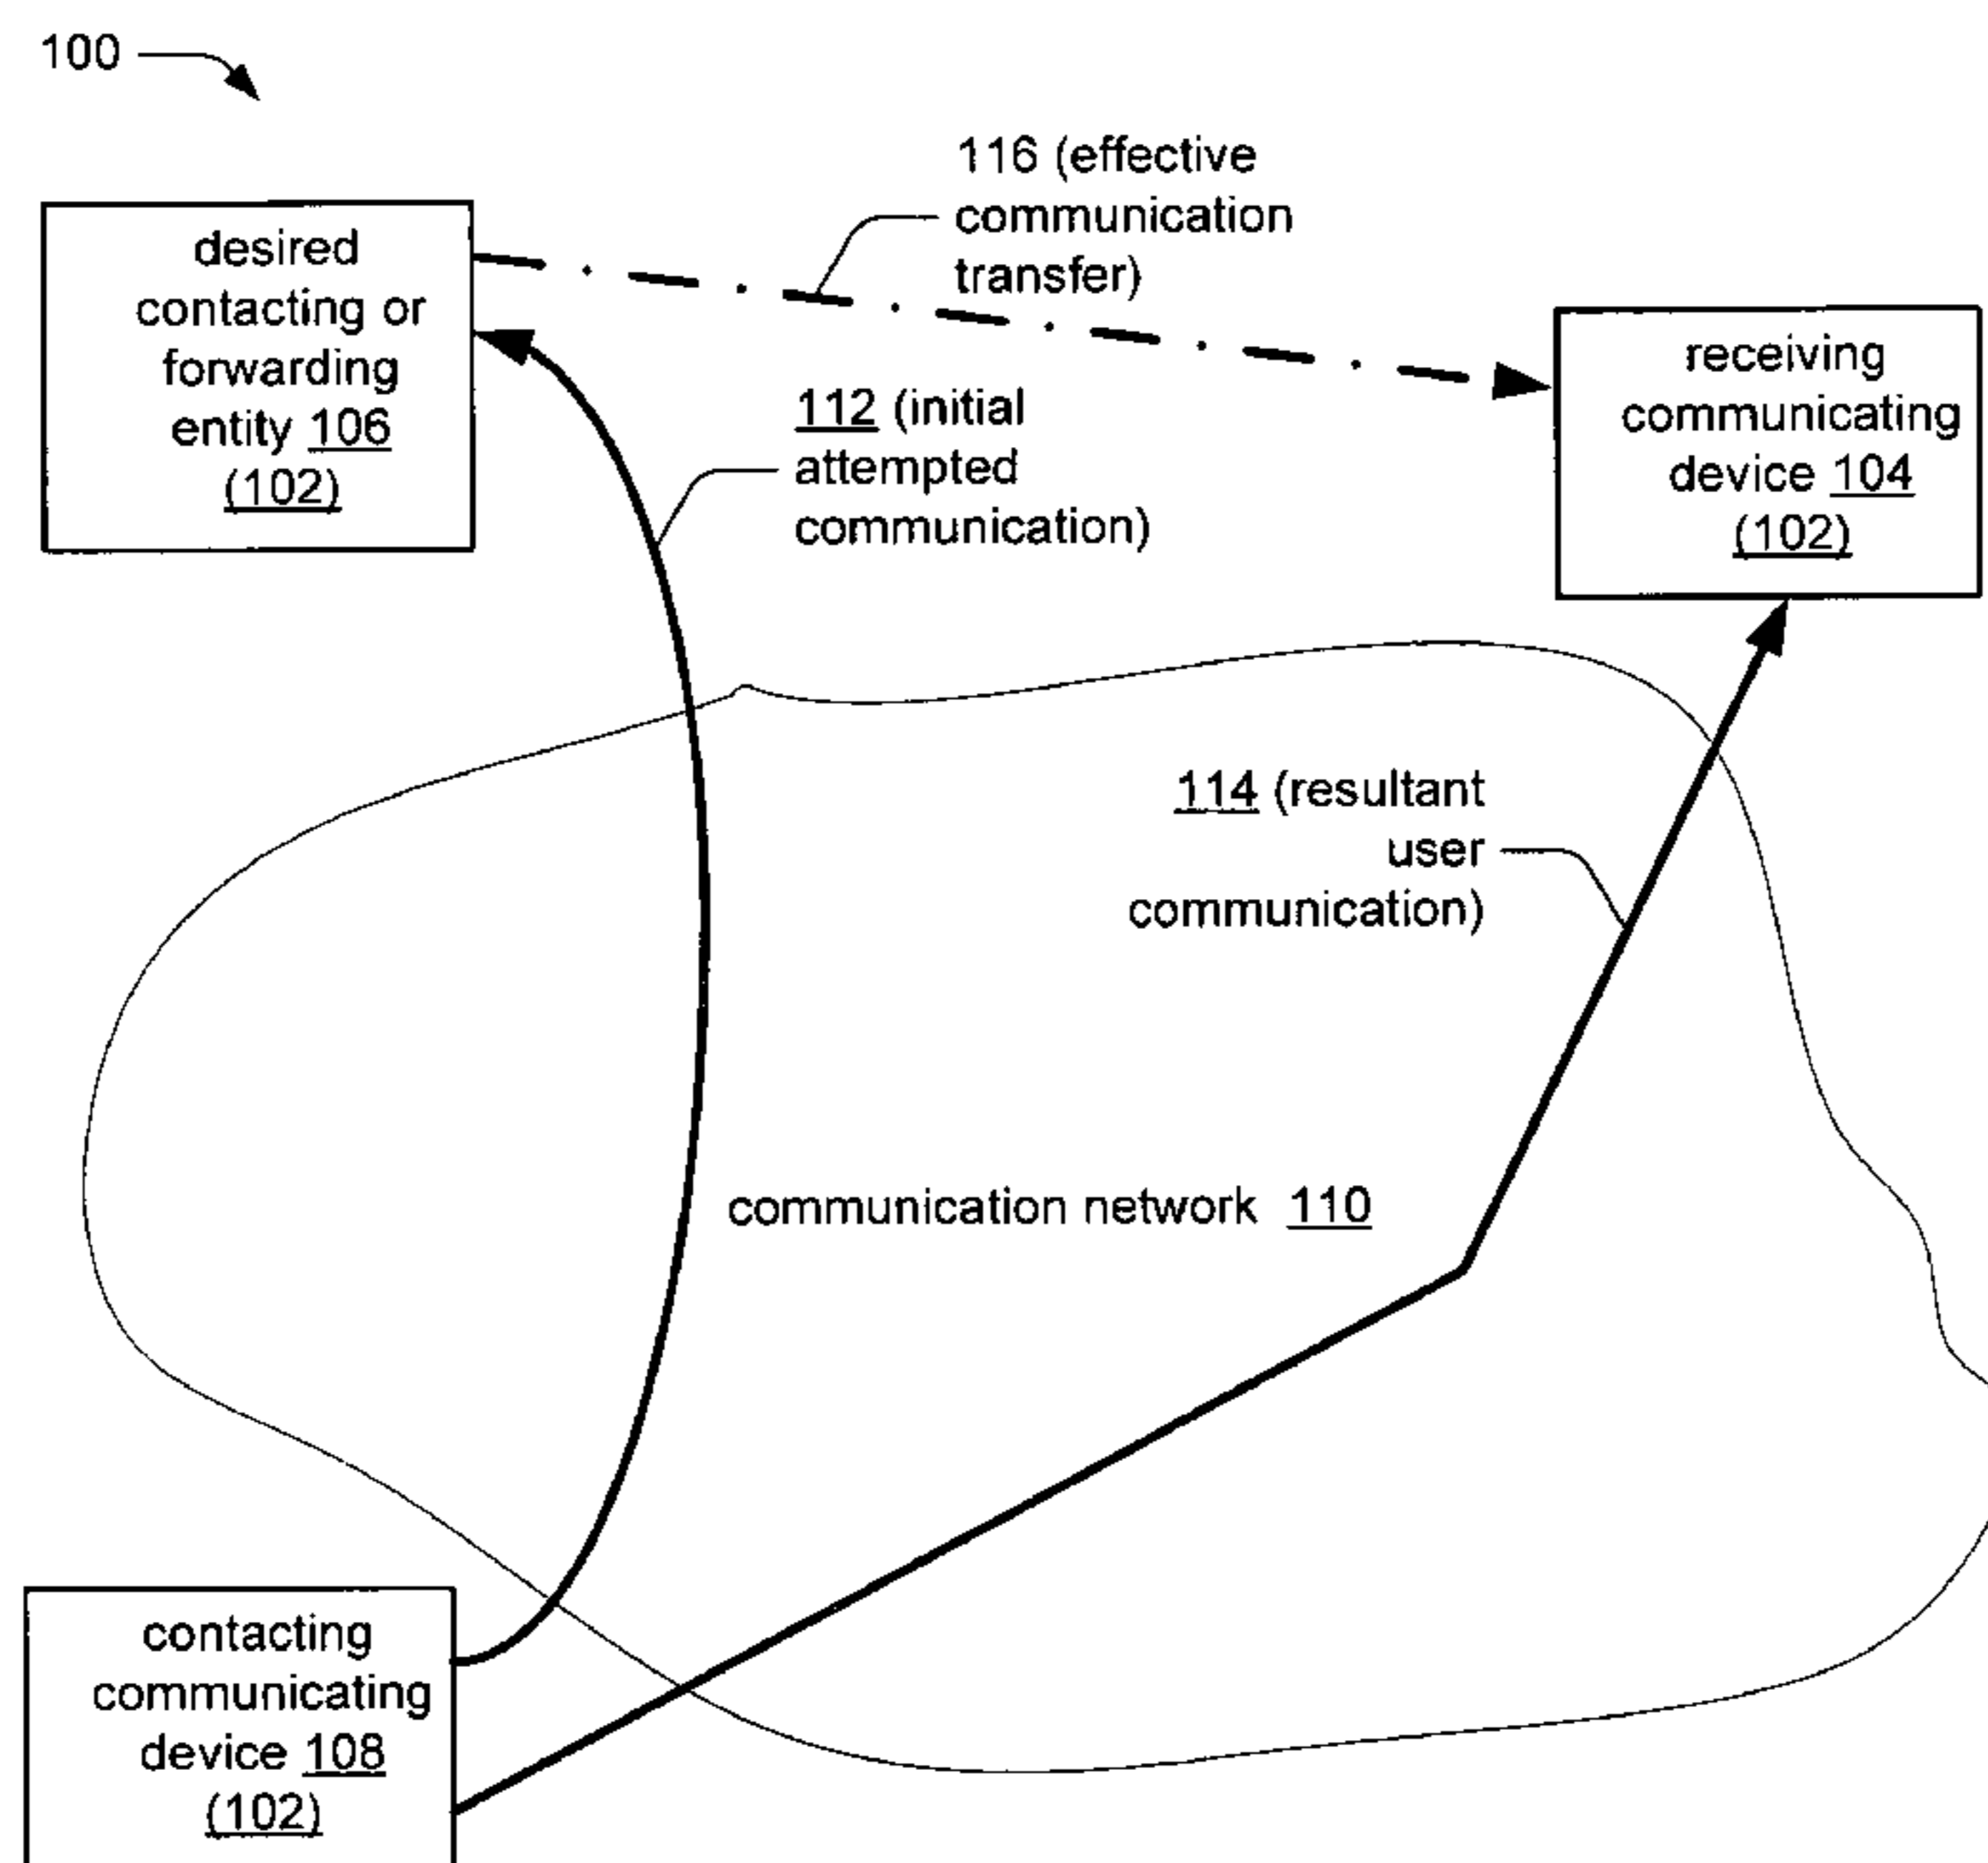 100
116 (effective
communication
transfer)
desired
contacting or
forwarding
entity 106
(102)
receiving
communicating
device 104
(102)
112 (initial
attempted
communication)
114 (resultant
user
communication)
communication network 110
contacting
communicating
device 108
(102)